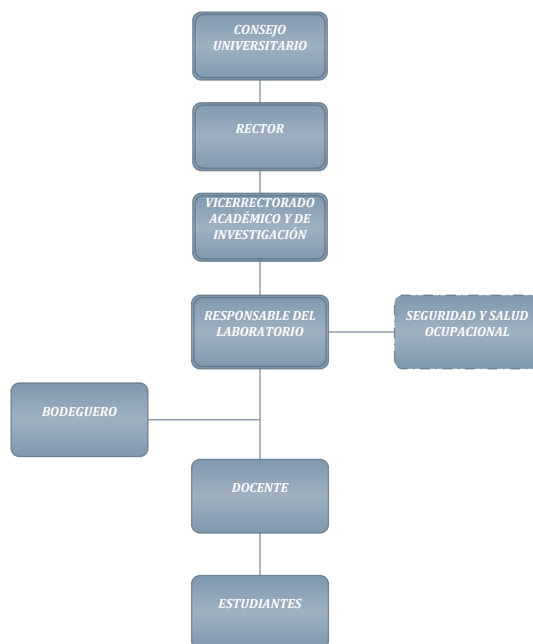 CONSEJO
UNIVERSITARIO
RECTOR
VICERRECTORADO
ACADÉMICO Y DE
INVESTIGACIÓN
RESPONSABLE DEL
LABORATORIO
SEGURIDAD Y SALUD
OCUPACIONAL
BODEGUERO
DOCENTE
ESTUDIANTES